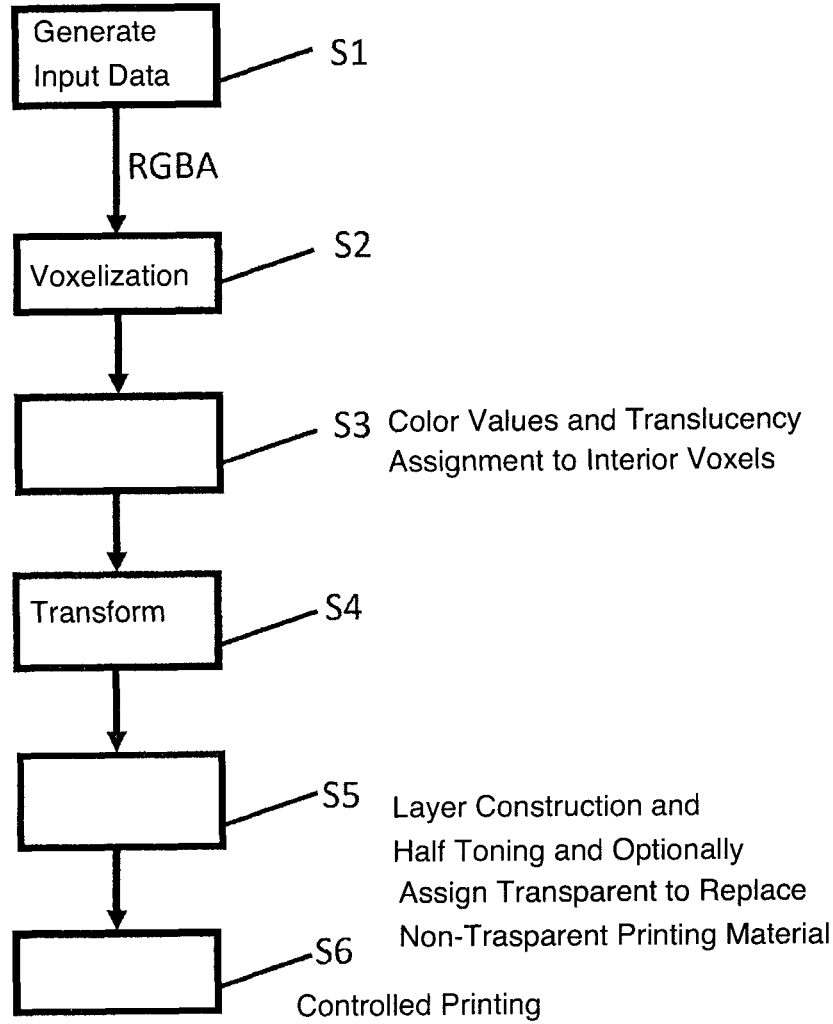 Generate
Input Data
S1
RGBA
S2
Voxelization
S3
Color Values and Translucency
Assignment to Interior Voxels
S4
Transform
S5
Layer Construction and
Half Toning and Optionally
Assign Transparent to Replace
Non-Trasparent Printing Material
S6
Controlled Printing